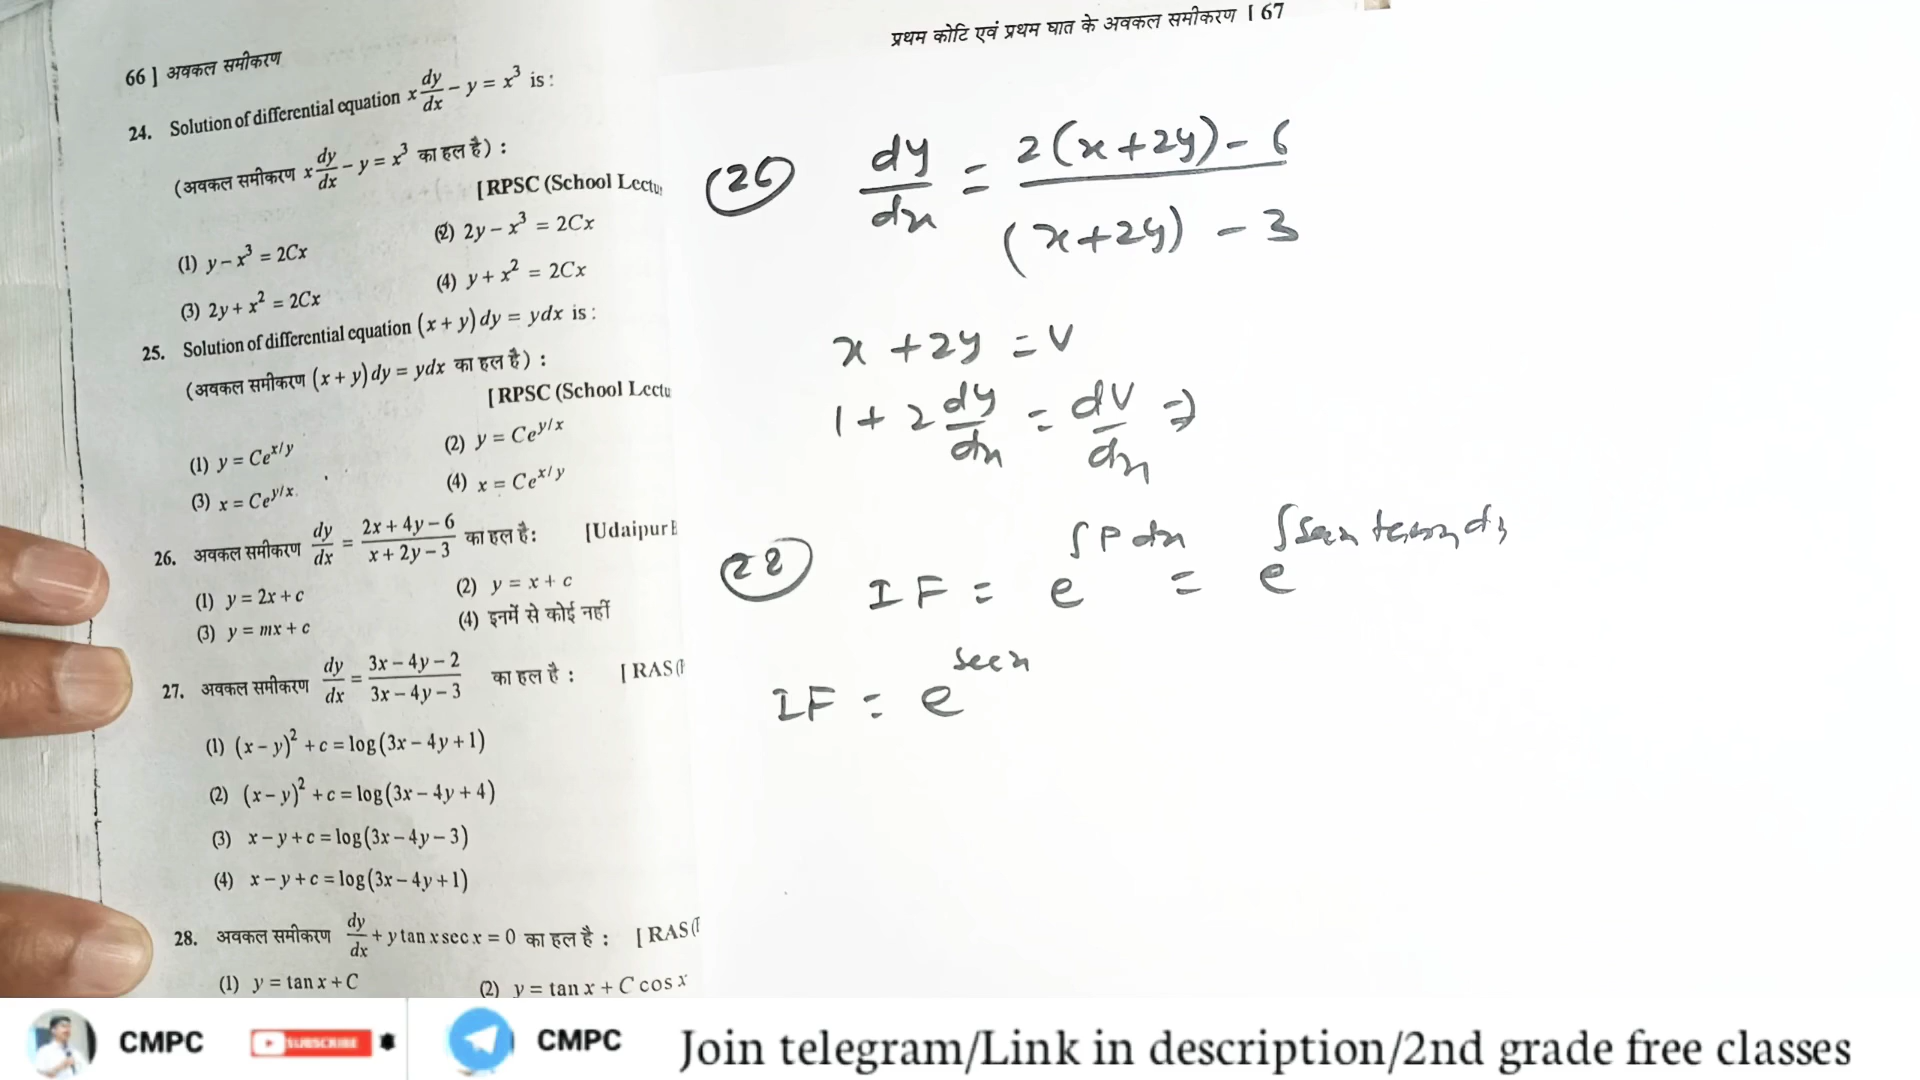 66 ] अवकल समीकरण
प्रथम कोटि एवं प्रथम घात के अवकल समीकरण [ 67
24. Solution of differential equation x dy/dx − y = x³ is :
(अवकल समीकरण x dy/dx − y = x³ का हल है) :
[RPSC (School Lectu
(1) y − x³ = 2Cx (2) 2y − x³ = 2Cx
(3) 2y + x² = 2Cx (4) y + x² = 2Cx
25. Solution of differential equation (x + y) dy = ydx is :
(अवकल समीकरण (x + y) dy = ydx का हल है) :
[RPSC (School Lectu
(1) y = Ce^{x/y} (2) y = Ce^{y/x}
(3) x = Ce^{y/x} (4) x = Ce^{x/y}
26. अवकल समीकरण dy/dx = (2x + 4y − 6)/(x + 2y − 3) का हल है: [Udaipur
(1) y = 2x + c (2) y = x + c
(3) y = mx + c (4) इनमें से कोई नहीं
27. अवकल समीकरण dy/dx = (3x − 4y − 2)/(3x − 4y − 3) का हल है : [ RAS (
(1) (x − y)² + c = log(3x − 4y + 1)
(2) (x − y)² + c = log(3x − 4y + 4)
(3) x − y + c = log(3x − 4y − 3)
(4) x − y + c = log(3x − 4y + 1)
28. अवकल समीकरण dy/dx + y tan x sec x = 0 का हल है : [ RAS (
(1) y = tan x + C (2) y = tan x + C cos x
(26) dy/dx = (2(x+2y) − 6)/((x+2y) − 3)
x + 2y = v
1 + 2 dy/dx = dv/dx ⇒
(28) IF = e^{∫P dx} = e^{∫secx tanx dx}
IF = e^{secx}
CMPC SUBSCRIBE CMPC Join telegram/Link in description/2nd grade free classes